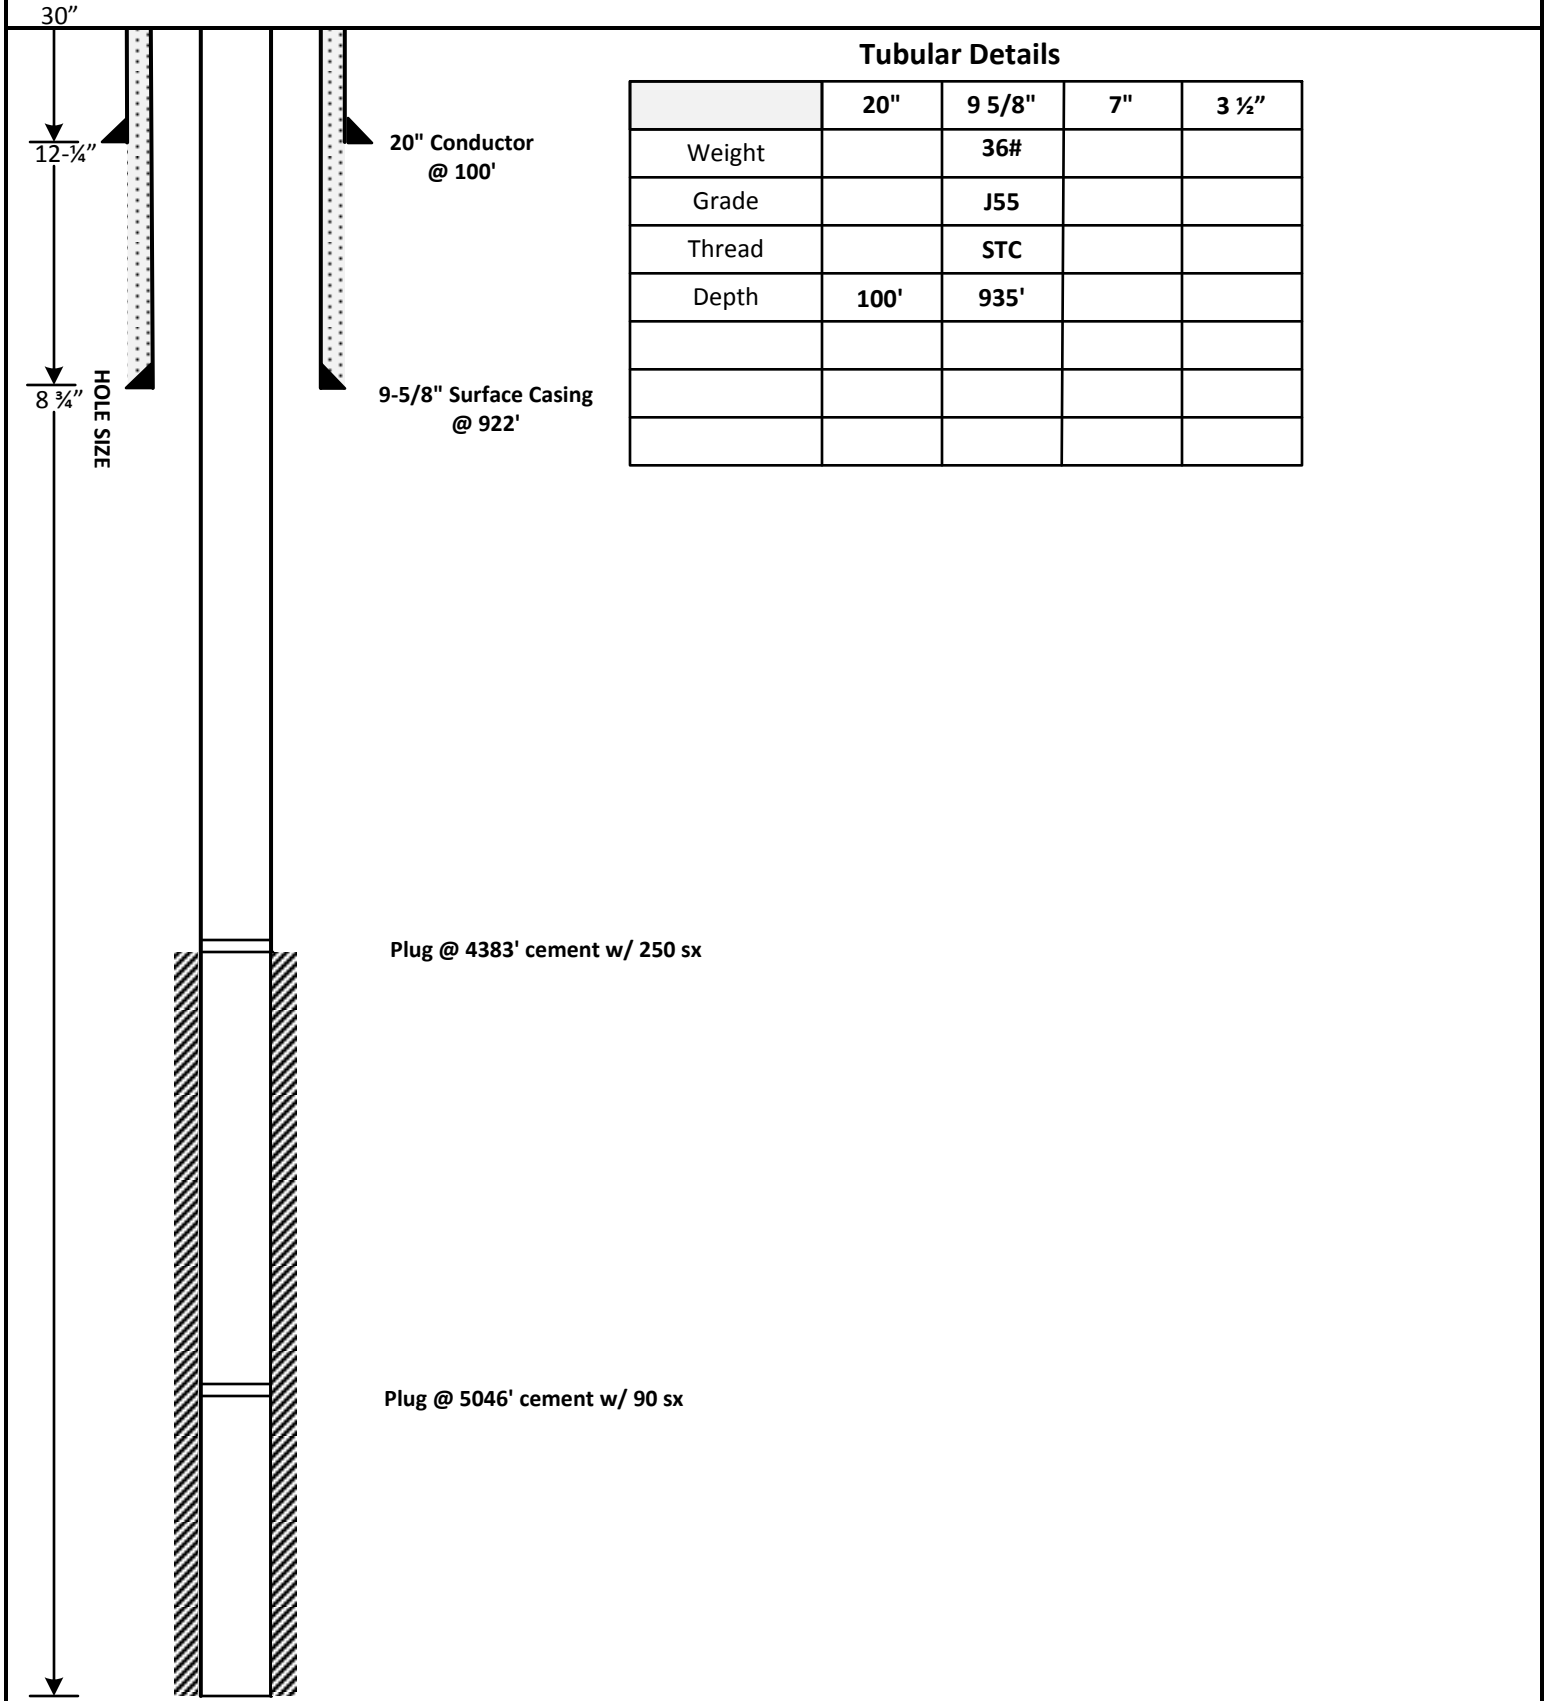 30”
Tubular Details
20" 9 5/8" 7" 3 ½”
Weight 36#
Grade J55
Thread STC
Depth 100' 935'
12-¼”
20" Conductor
@ 100'
8 ¾”
HOLE SIZE
9-5/8" Surface Casing
@ 922'
Plug @ 4383' cement w/ 250 sx
Plug @ 5046' cement w/ 90 sx